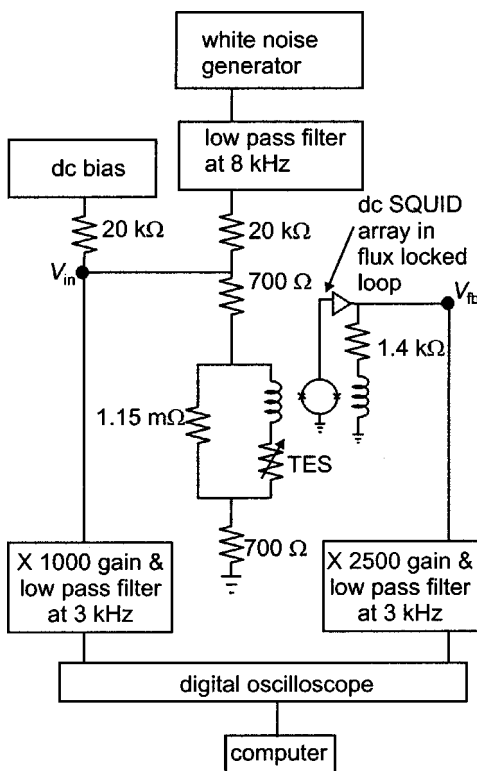 white noise
generator
low pass filter
at 8 kHz
dc bias
20 kΩ
20 kΩ
dc SQUID
array in
flux locked
loop
Vin
700 Ω
Vfb
1.4 kΩ
1.15 mΩ
TES
700 Ω
X 1000 gain &
low pass filter
at 3 kHz
X 2500 gain &
low pass filter
at 3 kHz
digital oscilloscope
computer